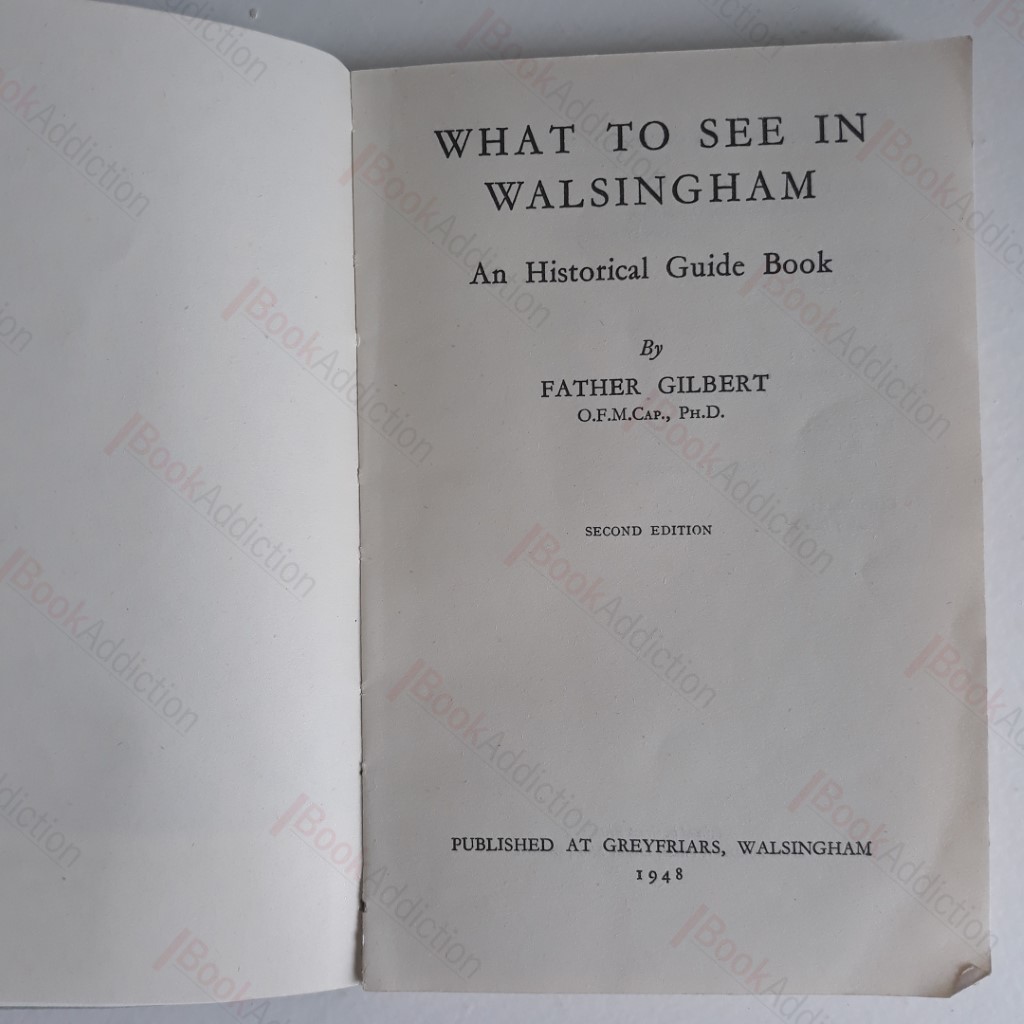 WHAT TO SEE IN
WALSINGHAM
An Historical Guide Book
By
FATHER GILBERT
O.F.M.CAP., PH.D.
SECOND EDITION
PUBLISHED AT GREYFRIARS, WALSINGHAM
1948
BookAddiction